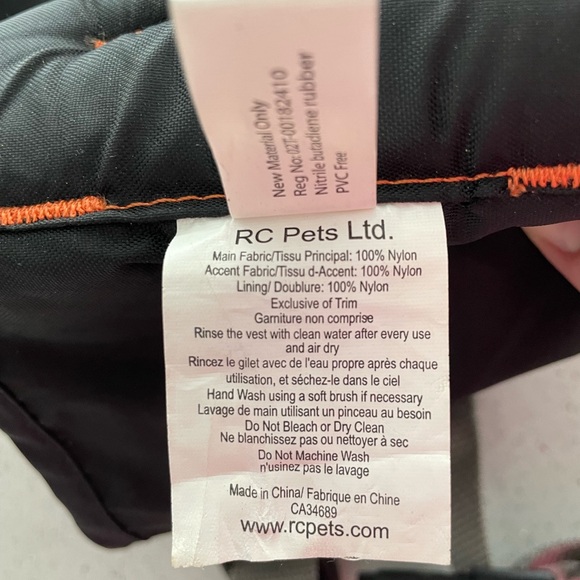 New Material Only
Reg No:02T-00182410
Nitrile butadiene rubber
PVC Free
RC Pets Ltd.
Main Fabric/Tissu Principal: 100% Nylon
Accent Fabric/Tissu d-Accent: 100% Nylon
Lining/ Doublure: 100% Nylon
Exclusive of Trim
Garniture non comprise
Rinse the vest with clean water after every use
and air dry
Rincez le gilet avec de l'eau propre après chaque
utilisation, et séchez-le dans le ciel
Hand Wash using a soft brush if necessary
Lavage de main utilisant un pinceau au besoin
Do Not Bleach or Dry Clean
Ne blanchissez pas ou nettoyer à sec
Do Not Machine Wash
n'usinez pas le lavage
Made in China/ Fabrique en Chine
CA34689
www.rcpets.com